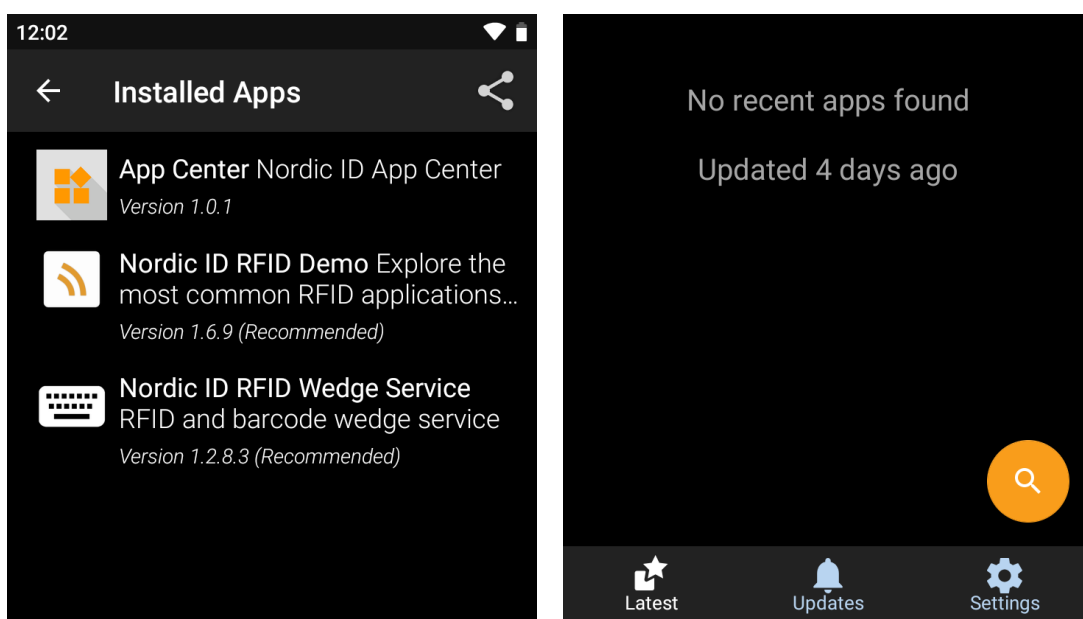 12:02
Installed Apps
App Center Nordic ID App Center
Version 1.0.1
Nordic ID RFID Demo Explore the
most common RFID applications...
Version 1.6.9 (Recommended)
Nordic ID RFID Wedge Service
RFID and barcode wedge service
Version 1.2.8.3 (Recommended)
No recent apps found
Updated 4 days ago
Latest
Updates
Settings